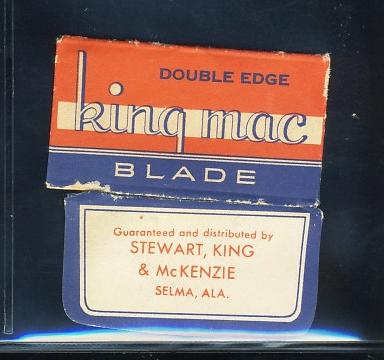 DOUBLE EDGE
king mac
BLADE
Guaranteed and distributed by
STEWART, KING
& McKENZIE
SELMA, ALA.